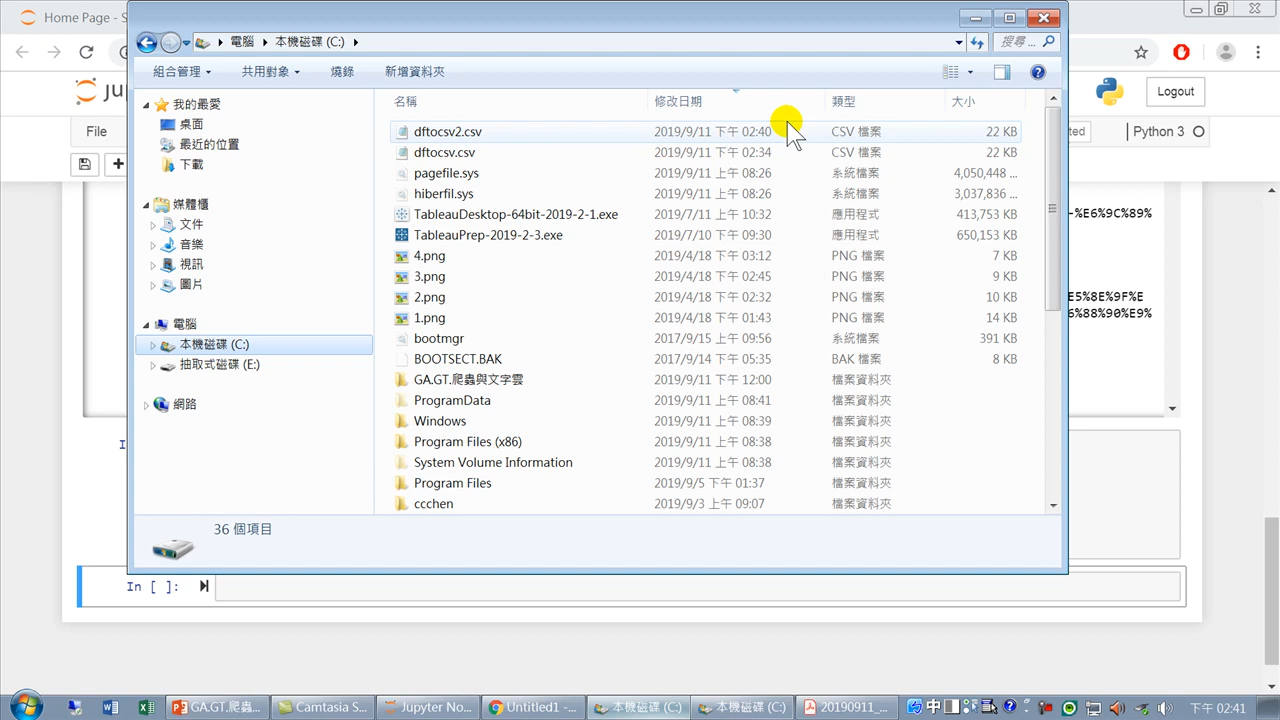 Home Page - S
電腦 本機磁碟 (C:)
搜尋 ...
組合管理 共用對象 燒錄 新增資料夾
Logout
File
Python 3
我的最愛
桌面
最近的位置
下載
媒體櫃
文件
音樂
視訊
圖片
電腦
本機磁碟 (C:)
抽取式磁碟 (E:)
網路
名稱 修改日期 類型 大小
dftocsv2.csv 2019/9/11 下午 02:40 CSV 檔案 22 KB
dftocsv.csv 2019/9/11 下午 02:34 CSV 檔案 22 KB
pagefile.sys 2019/9/11 上午 08:26 系統檔案 4,050,448 ...
hiberfil.sys 2019/9/11 上午 08:26 系統檔案 3,037,836 ...
TableauDesktop-64bit-2019-2-1.exe 2019/7/11 上午 10:32 應用程式 413,753 KB
TableauPrep-2019-2-3.exe 2019/7/10 上午 09:30 應用程式 650,153 KB
4.png 2019/4/18 下午 03:12 PNG 檔案 7 KB
3.png 2019/4/18 下午 02:45 PNG 檔案 9 KB
2.png 2019/4/18 下午 02:32 PNG 檔案 10 KB
1.png 2019/4/18 下午 01:43 PNG 檔案 14 KB
bootmgr 2017/9/15 上午 09:56 系統檔案 391 KB
BOOTSECT.BAK 2017/9/14 下午 05:35 BAK 檔案 8 KB
GA.GT.爬蟲與文字雲 2019/9/11 下午 12:00 檔案資料夾
ProgramData 2019/9/11 上午 08:41 檔案資料夾
Windows 2019/9/11 上午 08:39 檔案資料夾
Program Files (x86) 2019/9/11 上午 08:38 檔案資料夾
System Volume Information 2019/9/11 上午 08:38 檔案資料夾
Program Files 2019/9/5 下午 01:37 檔案資料夾
ccchen 2019/9/3 上午 09:07 檔案資料夾
-%E6%9C%89%
E5%8E%9F%E
6%88%90%E9%
36 個項目
In [ ]:
GA.GT.爬蟲... Camtasia S... Jupyter No... Untitled1 -... 本機磁碟 (C:) 本機磁碟 (C:) 20190911_... 中 下午 02:41